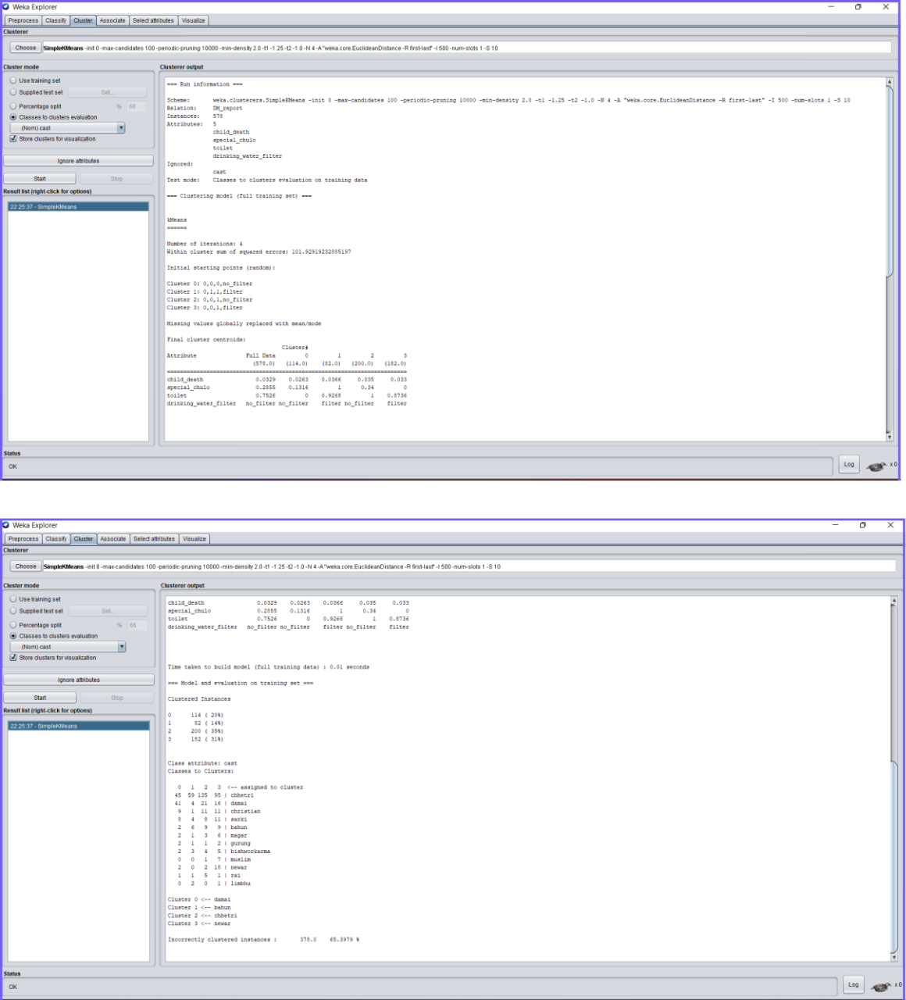 Weka Explorer
Preprocess Classify Cluster Associate Select attributes Visualize
Clusterer
Choose SimpleKMeans -init 0 -max-candidates 100 -periodic-pruning 10000 -min-density 2.0 -t1 -1.25 -t2 -1.0 -N 4 -A "weka.core.EuclideanDistance -R first-last" -I 500 -num-slots 1 -S 10
Cluster mode
Use training set
Supplied test set Set...
Percentage split % 66
Classes to clusters evaluation
(Nom) cast
Store clusters for visualization
Ignore attributes
Start Stop
Result list (right-click for options)
22:25:37 - SimpleKMeans
Clusterer output
=== Run information ===
Scheme: weka.clusterers.SimpleKMeans -init 0 -max-candidates 100 -periodic-pruning 10000 -min-density 2.0 -t1 -1.25 -t2 -1.0 -N 4 -A "weka.core.EuclideanDistance -R first-last" -I 500 -num-slots 1 -S 10
Relation: DM_report
Instances: 578
Attributes: 5
child_death
special_chulo
toilet
drinking_water_filter
Ignored:
cast
Test mode: Classes to clusters evaluation on training data
=== Clustering model (full training set) ===
kMeans
======
Number of iterations: 4
Within cluster sum of squared errors: 101.92919232885197
Initial starting points (random):
Cluster 0: 0,0,0,no_filter
Cluster 1: 0,1,1,filter
Cluster 2: 0,0,1,no_filter
Cluster 3: 0,0,1,filter
Missing values globally replaced with mean/mode
Final cluster centroids:
Cluster#
Attribute Full Data 0 1 2 3
(578.0) (114.0) (82.0) (200.0) (182.0)
child_death 0.0329 0.0263 0.0366 0.035 0.033
special_chulo 0.2855 0.1316 1 0.34 0
toilet 0.7526 0 0.9268 1 0.8736
drinking_water_filter no_filter no_filter filter no_filter filter
Status
OK
Log x 0
Weka Explorer
Preprocess Classify Cluster Associate Select attributes Visualize
Clusterer
Choose SimpleKMeans -init 0 -max-candidates 100 -periodic-pruning 10000 -min-density 2.0 -t1 -1.25 -t2 -1.0 -N 4 -A "weka.core.EuclideanDistance -R first-last" -I 500 -num-slots 1 -S 10
Cluster mode
Use training set
Supplied test set Set...
Percentage split % 66
Classes to clusters evaluation
(Nom) cast
Store clusters for visualization
Ignore attributes
Start Stop
Result list (right-click for options)
22:25:37 - SimpleKMeans
Clusterer output
child_death 0.0329 0.0263 0.0366 0.035 0.033
special_chulo 0.2855 0.1316 1 0.34 0
toilet 0.7526 0 0.9268 1 0.8736
drinking_water_filter no_filter no_filter filter no_filter filter
Time taken to build model (full training data) : 0.01 seconds
=== Model and evaluation on training set ===
Clustered Instances
0 114 ( 20%)
1 82 ( 14%)
2 200 ( 35%)
3 182 ( 31%)
Class attribute: cast
Classes to Clusters:
0 1 2 3 <-- assigned to cluster
45 59 135 95 | chhetri
41 4 21 16 | damai
9 1 11 11 | christian
8 4 8 11 | sarki
2 6 9 9 | bahun
2 1 3 6 | magar
2 1 1 2 | gurung
2 3 4 5 | bishworkarma
0 0 1 7 | muslim
2 0 2 18 | newar
1 1 5 1 | rai
0 2 0 1 | limbhu
Cluster 0 <-- damai
Cluster 1 <-- bahun
Cluster 2 <-- chhetri
Cluster 3 <-- newar
Incorrectly clustered instances : 378.0 65.3979 %
Status
OK
Log x 0